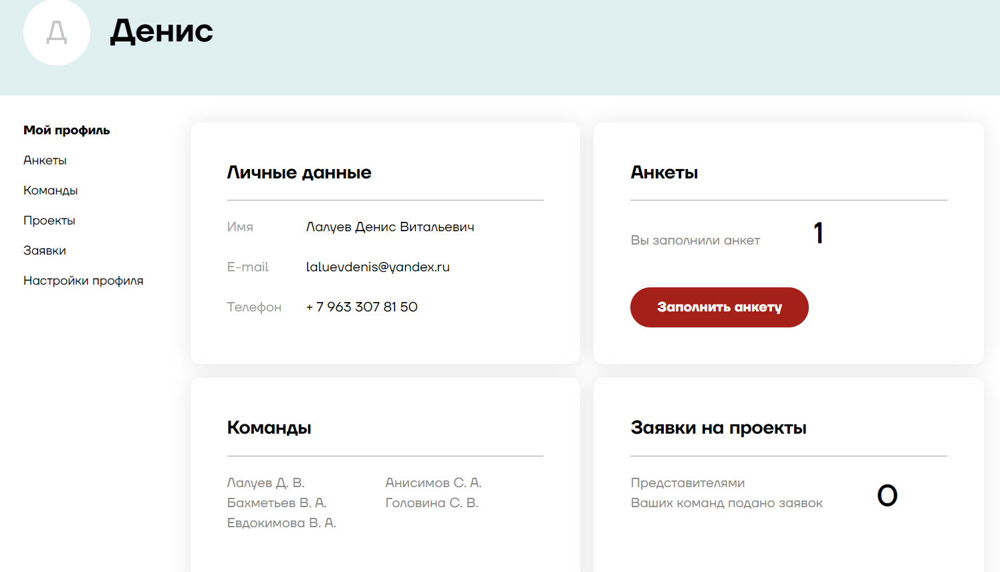 Д
Денис
Мой профиль
Анкеты
Команды
Проекты
Заявки
Настройки профиля
Личные данные
Имя Лалуев Денис Витальевич
E-mail laluevdenis@yandex.ru
Телефон + 7 963 307 81 50
Анкеты
Вы заполнили анкет 1
Заполнить анкету
Команды
Лалуев Д. В. Анисимов С. А.
Бахметьев В. А. Головина С. В.
Евдокимова В. А.
Заявки на проекты
Представителями
Ваших команд подано заявок 0